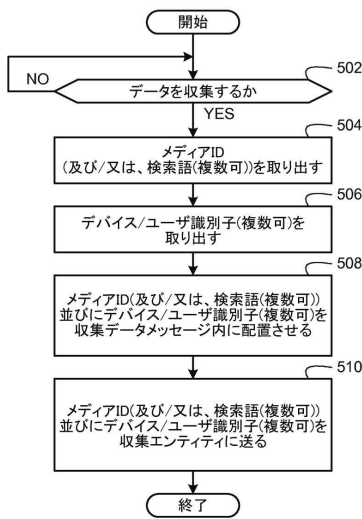 開始
502
データを収集するか
NO
YES
504
メディアID
(及び/又は、検索語(複数可))を取り出す
506
デバイス/ユーザ識別子(複数可)を
取り出す
508
メディアID(及び/又は、検索語(複数可))
並びにデバイス/ユーザ識別子(複数可)を
収集データメッセージ内に配置させる
510
メディアID(及び/又は、検索語(複数可))
並びにデバイス/ユーザ識別子(複数可)を
収集エンティティに送る
終了